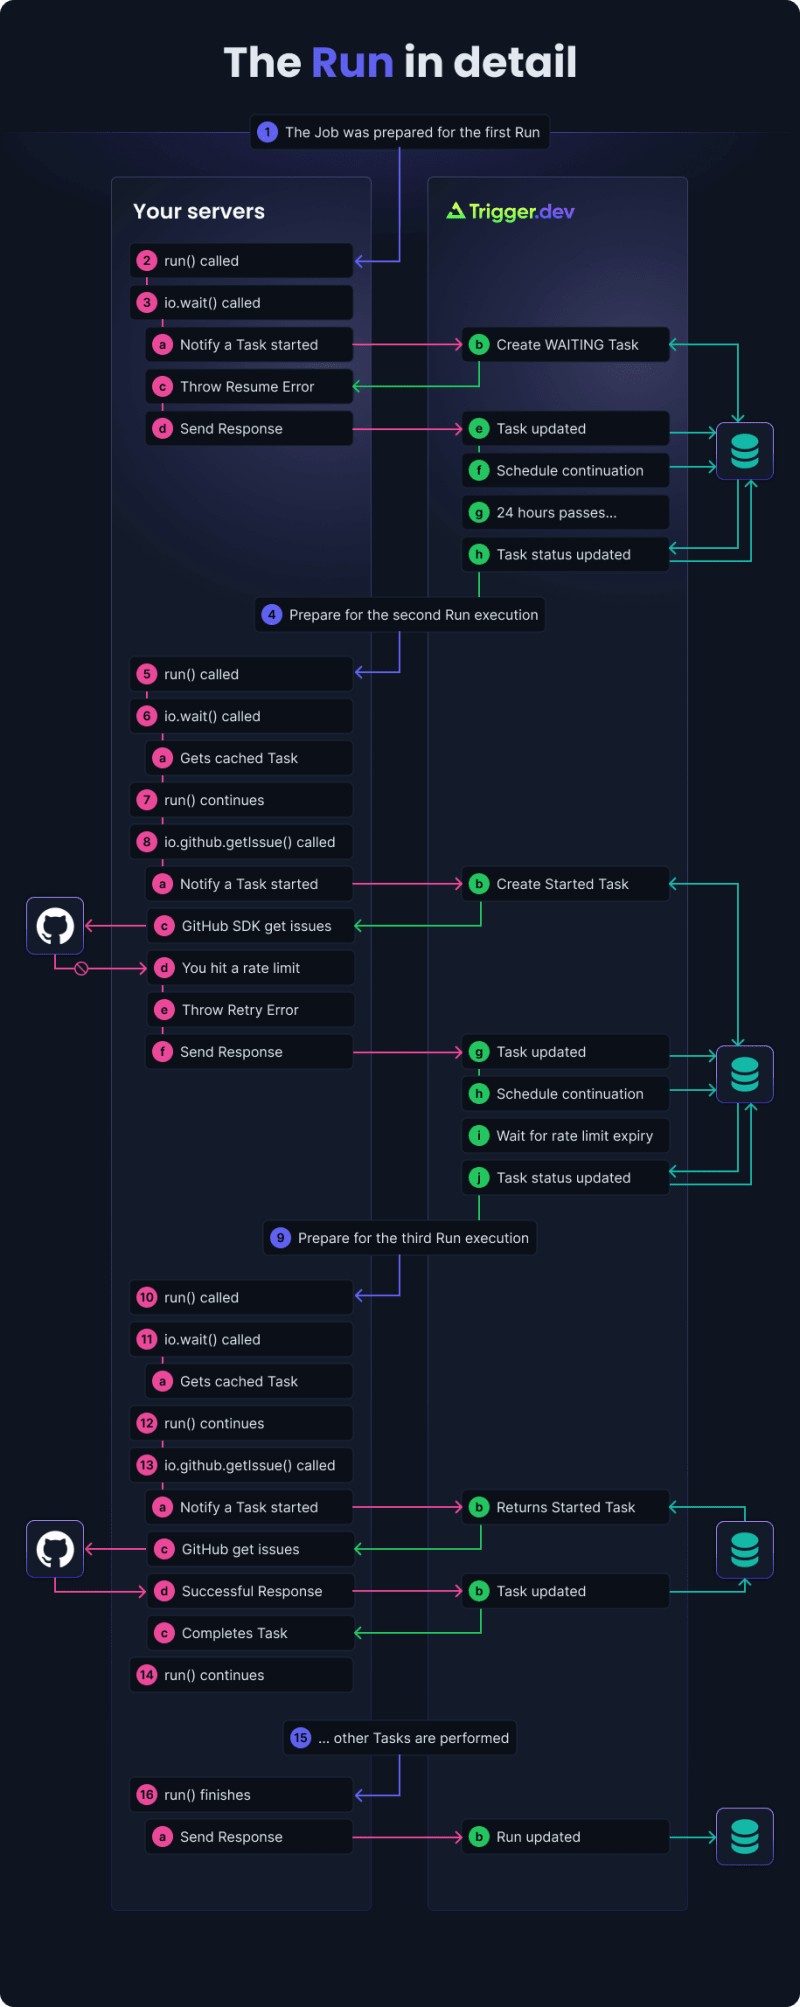 The Run in detail
1 The Job was prepared for the first Run
Your servers
Trigger.dev
2 run() called
3 io.wait() called
a Notify a Task started
b Create WAITING Task
c Throw Resume Error
d Send Response
e Task updated
f Schedule continuation
g 24 hours passes...
h Task status updated
4 Prepare for the second Run execution
5 run() called
6 io.wait() called
a Gets cached Task
7 run() continues
8 io.github.getIssue() called
a Notify a Task started
b Create Started Task
c GitHub SDK get issues
d You hit a rate limit
e Throw Retry Error
f Send Response
g Task updated
h Schedule continuation
i Wait for rate limit expiry
j Task status updated
9 Prepare for the third Run execution
10 run() called
11 io.wait() called
a Gets cached Task
12 run() continues
13 io.github.getIssue() called
a Notify a Task started
b Returns Started Task
c GitHub get issues
d Successful Response
b Task updated
c Completes Task
14 run() continues
15 ... other Tasks are performed
16 run() finishes
a Send Response
b Run updated